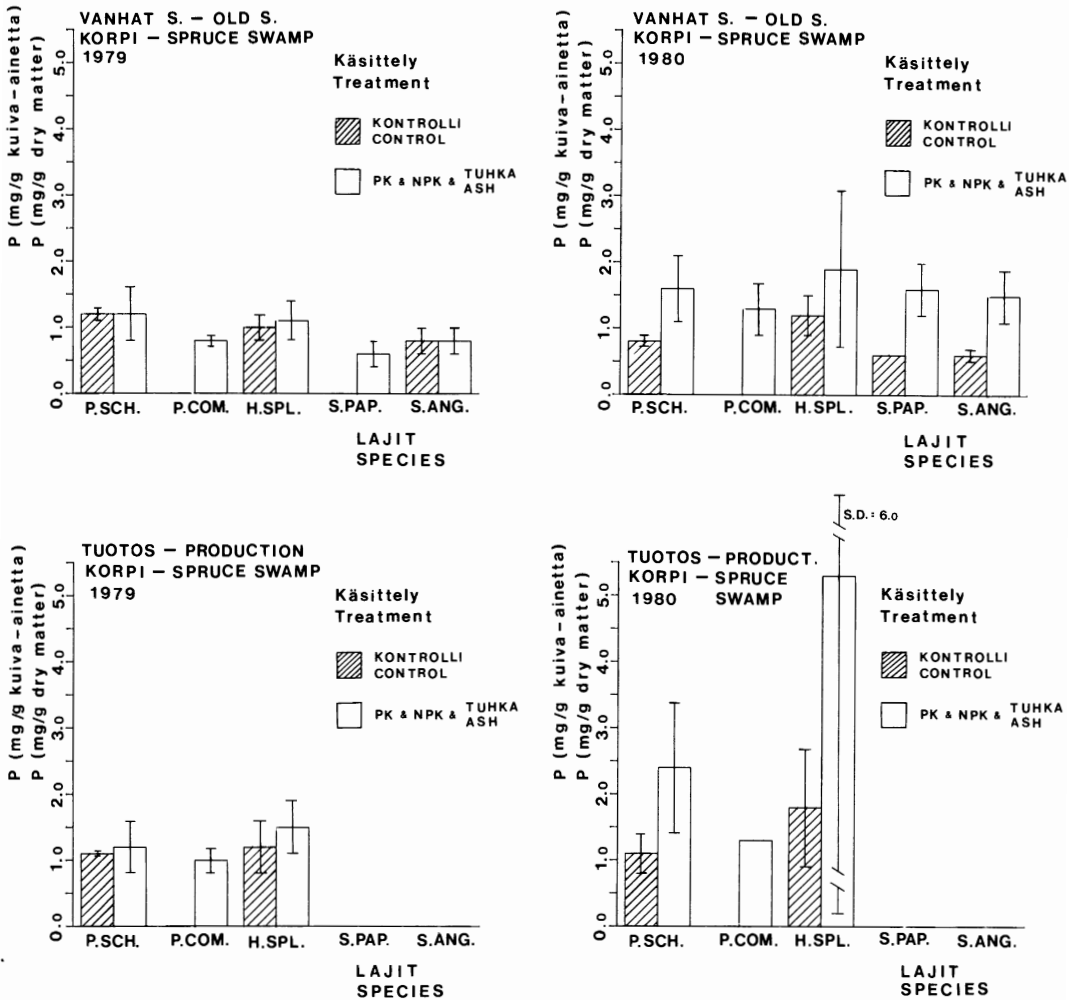 VANHAT S. – OLD S.
KORPI – SPRUCE SWAMP
1979
P (mg/g kuiva-ainetta)
P (mg/g dry matter)
5.0
4.0
3.0
2.0
1.0
0.0
Käsittely
Treatment
KONTROLLI
CONTROL
PK & NPK & TUHKA
ASH
P.SCH. P.COM. H.SPL. S.PAP. S.ANG.
LAJIT
SPECIES
VANHAT S. – OLD S.
KORPI – SPRUCE SWAMP
1980
P (mg/g kuiva-ainetta)
P (mg/g dry matter)
5.0
4.0
3.0
2.0
1.0
0.0
Käsittely
Treatment
KONTROLLI
CONTROL
PK & NPK & TUHKA
ASH
P.SCH. P.COM. H.SPL. S.PAP. S.ANG.
LAJIT
SPECIES
TUOTOS – PRODUCTION
KORPI – SPRUCE SWAMP
1979
P (mg/g kuiva-ainetta)
P (mg/g dry matter)
5.0
4.0
3.0
2.0
1.0
0.0
Käsittely
Treatment
KONTROLLI
CONTROL
PK & NPK & TUHKA
ASH
P.SCH. P.COM. H.SPL. S.PAP. S.ANG.
LAJIT
SPECIES
TUOTOS – PRODUCT.
KORPI – SPRUCE
1980 SWAMP
S.D.= 6.0
P (mg/g kuiva-ainetta)
P (mg/g dry matter)
5.0
4.0
3.0
2.0
1.0
0.0
Käsittely
Treatment
KONTROLLI
CONTROL
PK & NPK & TUHKA
ASH
P.SCH. P.COM. H.SPL. S.PAP. S.ANG.
LAJIT
SPECIES